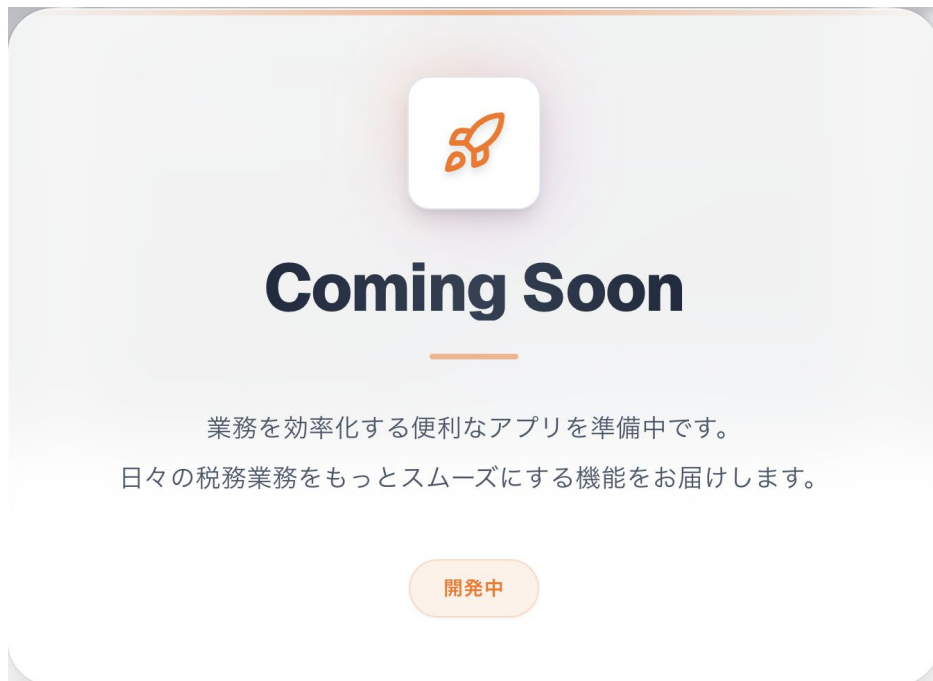 Coming Soon
業務を効率化する便利なアプリを準備中です。
日々の税務業務をもっとスムーズにする機能をお届けします。
開発中